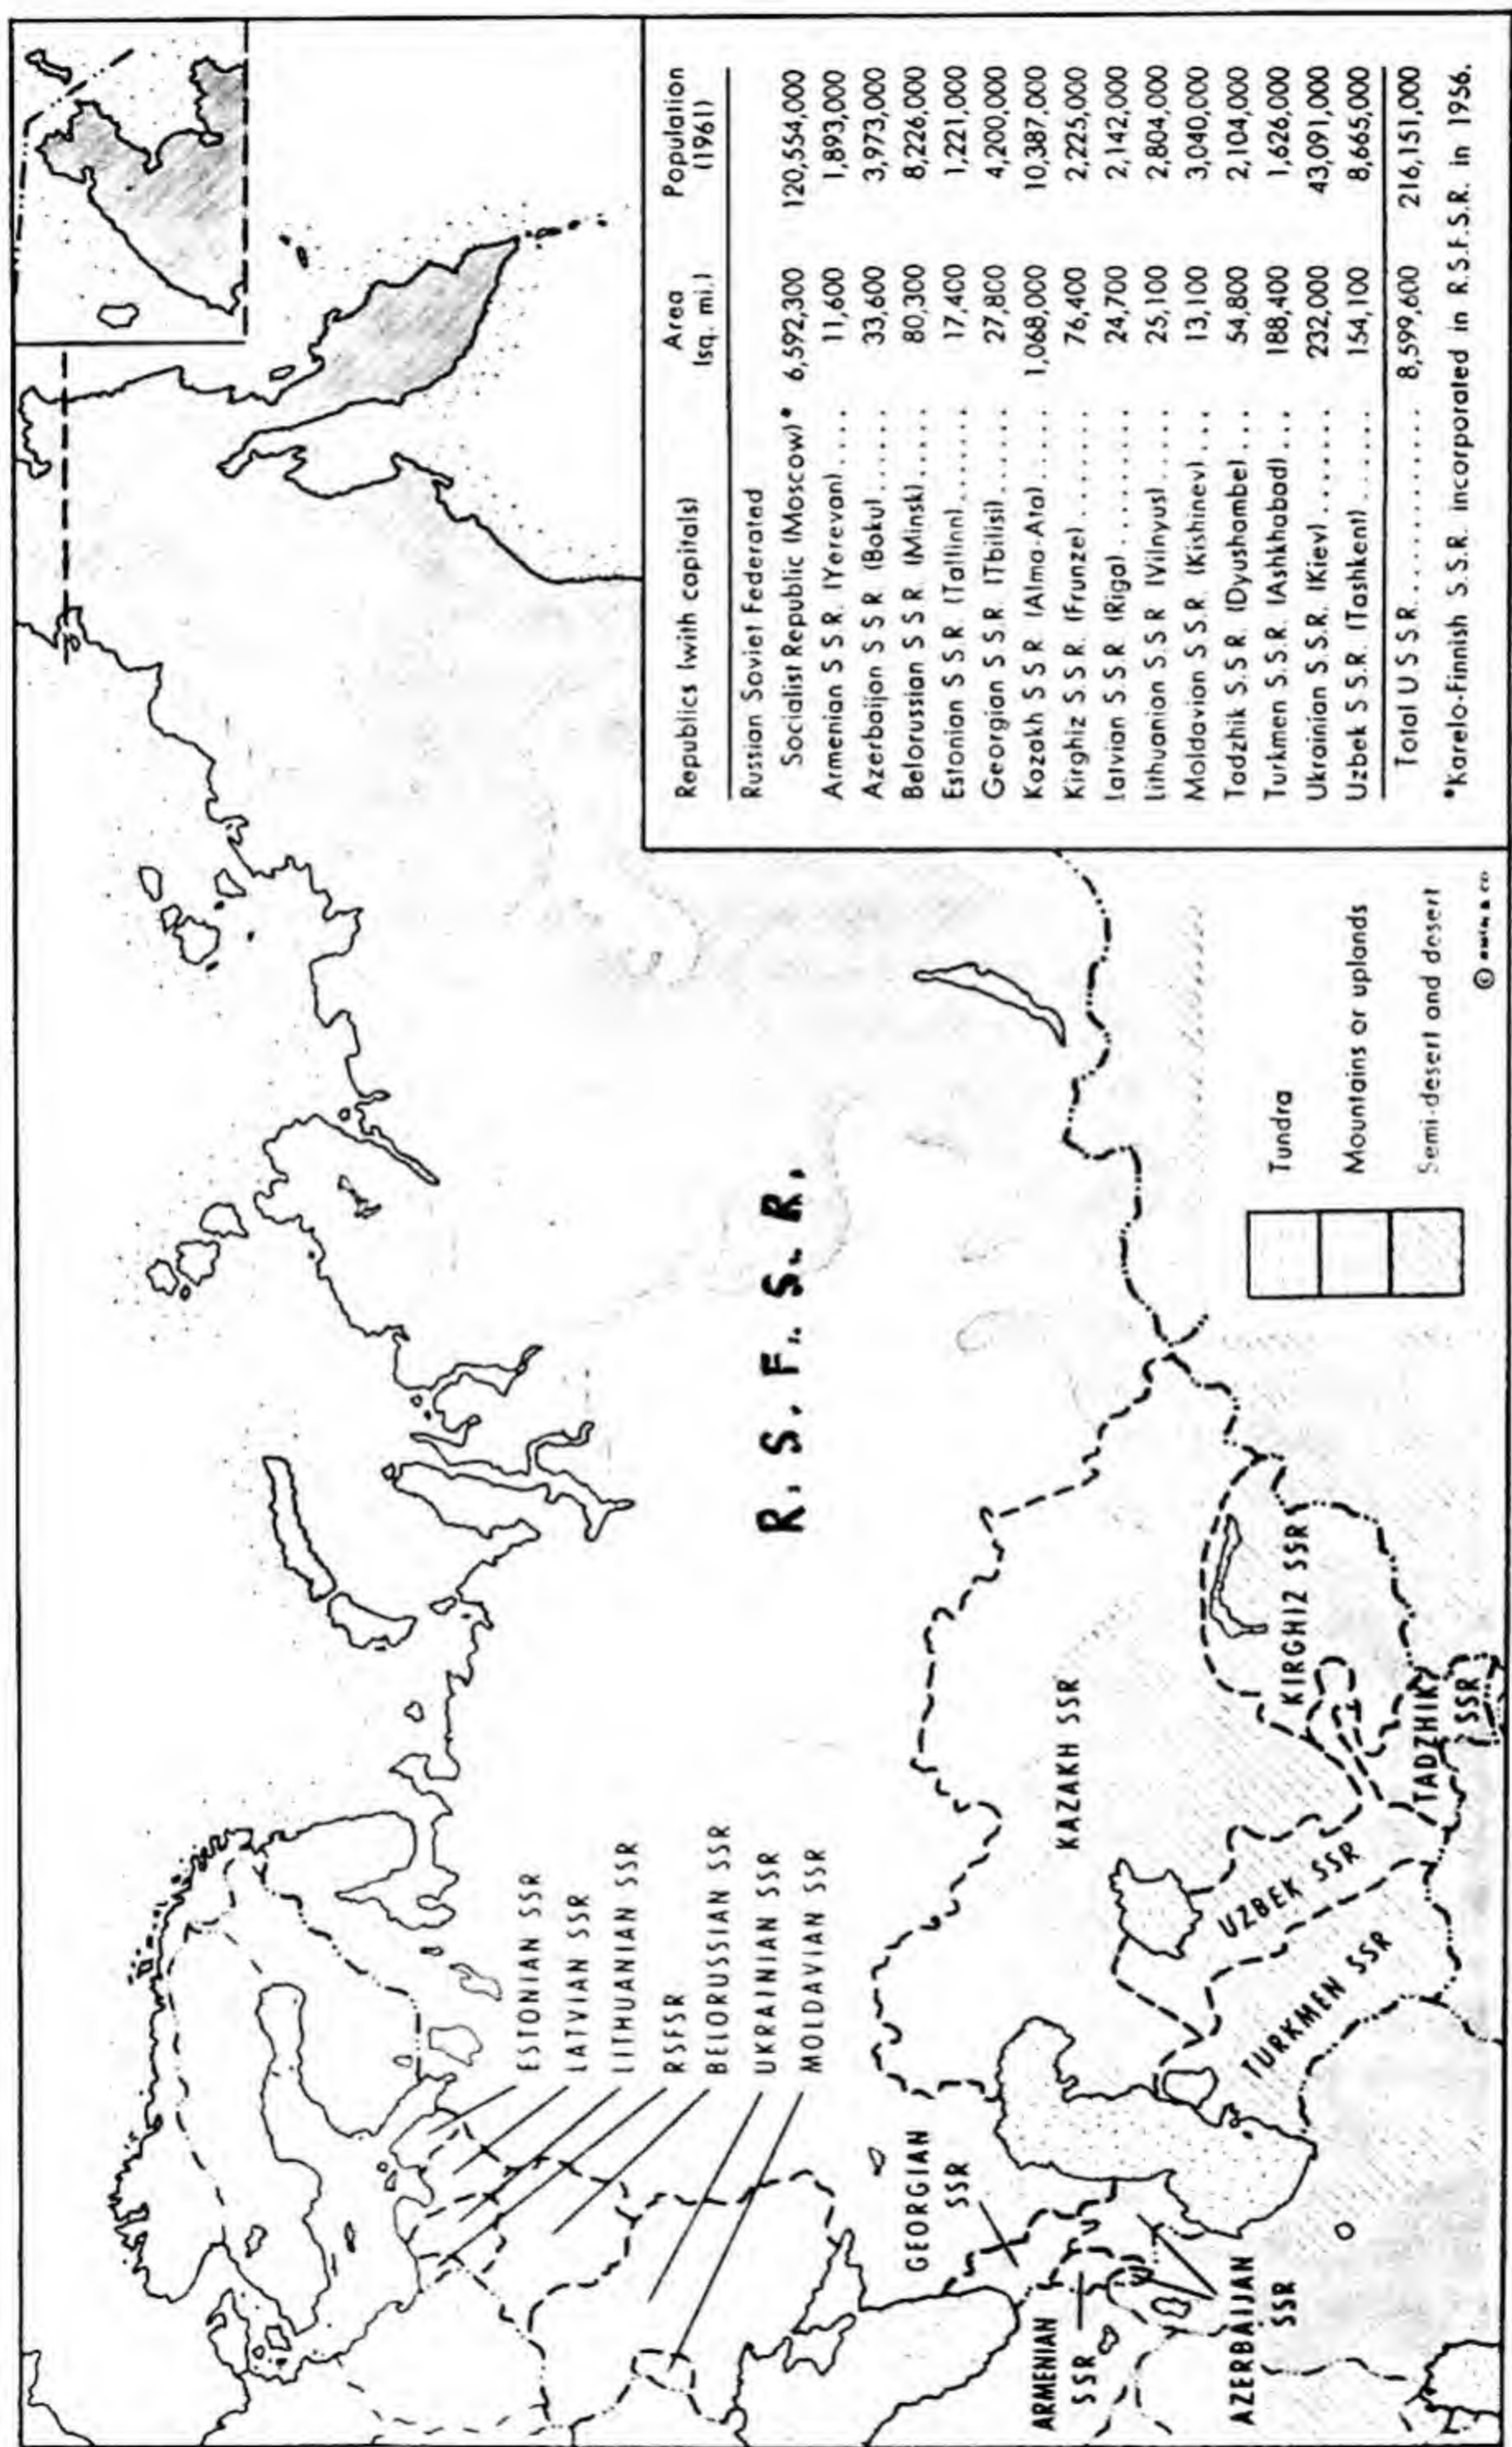 R. S. F. S. R.
ESTONIAN SSR
LATVIAN SSR
LITHUANIAN SSR
RSFSR
BELORUSSIAN SSR
UKRAINIAN SSR
MOLDAVIAN SSR
GEORGIAN
SSR
ARMENIAN
SSR
AZERBAIJAN
SSR
KAZAKH SSR
UZBEK SSR
TURKMEN SSR
KIRGHIZ SSR
TADZHIK
SSR
Tundra
Mountains or uplands
Semi-desert and desert
©
Republics (with capitals) Area (sq. mi.) Population (1961)
Russian Soviet Federated
Socialist Republic (Moscow)* 6,592,300 120,554,000
Armenian S S R. (Yerevan)..... 11,600 1,893,000
Azerbaijan S S R. (Baku)....... 33,600 3,973,000
Belorussian S S R. (Minsk)...... 80,300 8,226,000
Estonian S S R. (Tallinn)........ 17,400 1,221,000
Georgian S.S.R. (Tbilisi)....... 27,800 4,200,000
Kazakh S S R. (Alma-Ata)..... 1,068,000 10,387,000
Kirghiz S.S.R. (Frunze)........ 76,400 2,225,000
Latvian S.S.R. (Riga)......... 24,700 2,142,000
Lithuanian S.S.R (Vilnyus)..... 25,100 2,804,000
Moldavian S S.R. (Kishinev).... 13,100 3,040,000
Tadzhik S.S R. (Dyushambe)... 54,800 2,104,000
Turkmen S.S.R. (Ashkhabad)... 188,400 1,626,000
Ukrainian S.S.R. (Kiev)....... 232,000 43,091,000
Uzbek S S.R. (Tashkent)...... 154,100 8,665,000
Total U S S R............. 8,599,600 216,151,000
*Karelo-Finnish S.S.R. incorporated in R.S.F.S.R. in 1956.